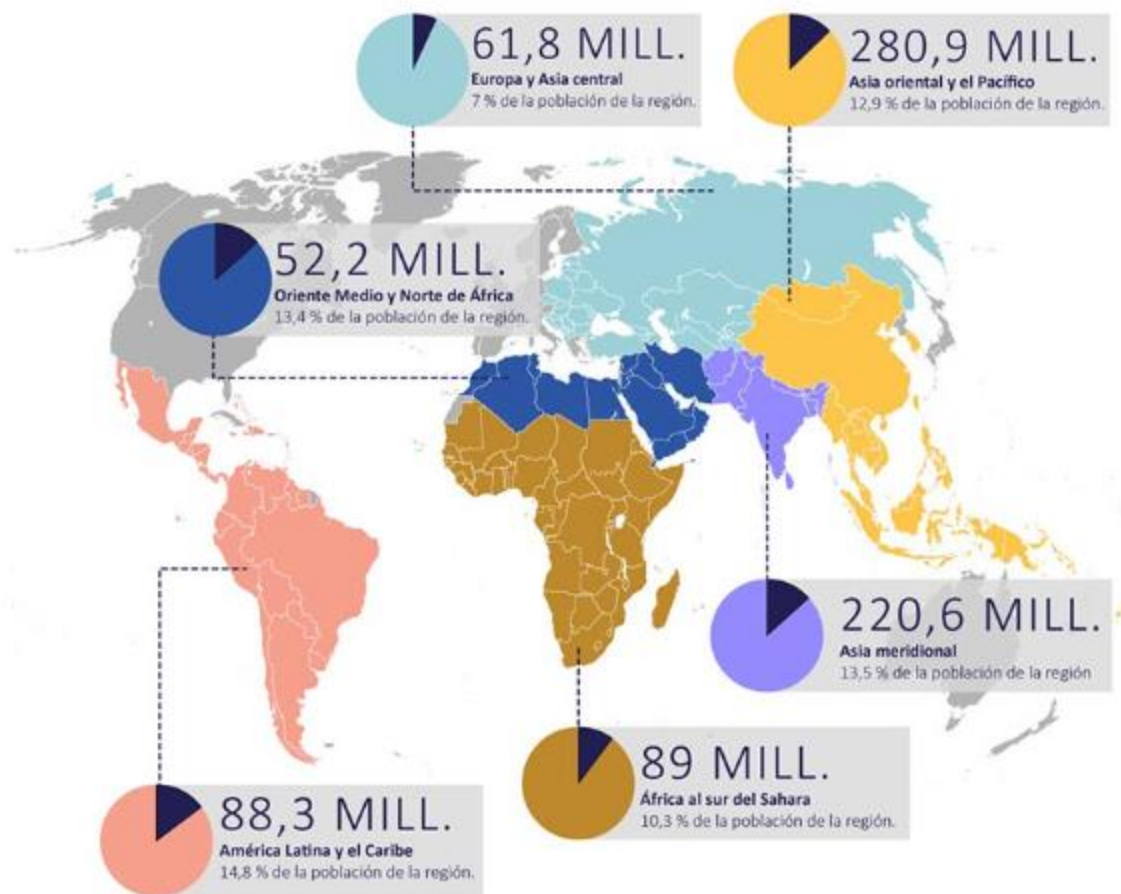 61,8 MILL.
Europa y Asia central
7 % de la población de la región.
280,9 MILL.
Asia oriental y el Pacífico
12,9 % de la población de la región.
52,2 MILL.
Oriente Medio y Norte de África
13,4 % de la población de la región.
220,6 MILL.
Asia meridional
13,5 % de la población de la región
89 MILL.
África al sur del Sahara
10,3 % de la población de la región.
88,3 MILL.
América Latina y el Caribe
14,8 % de la población de la región.